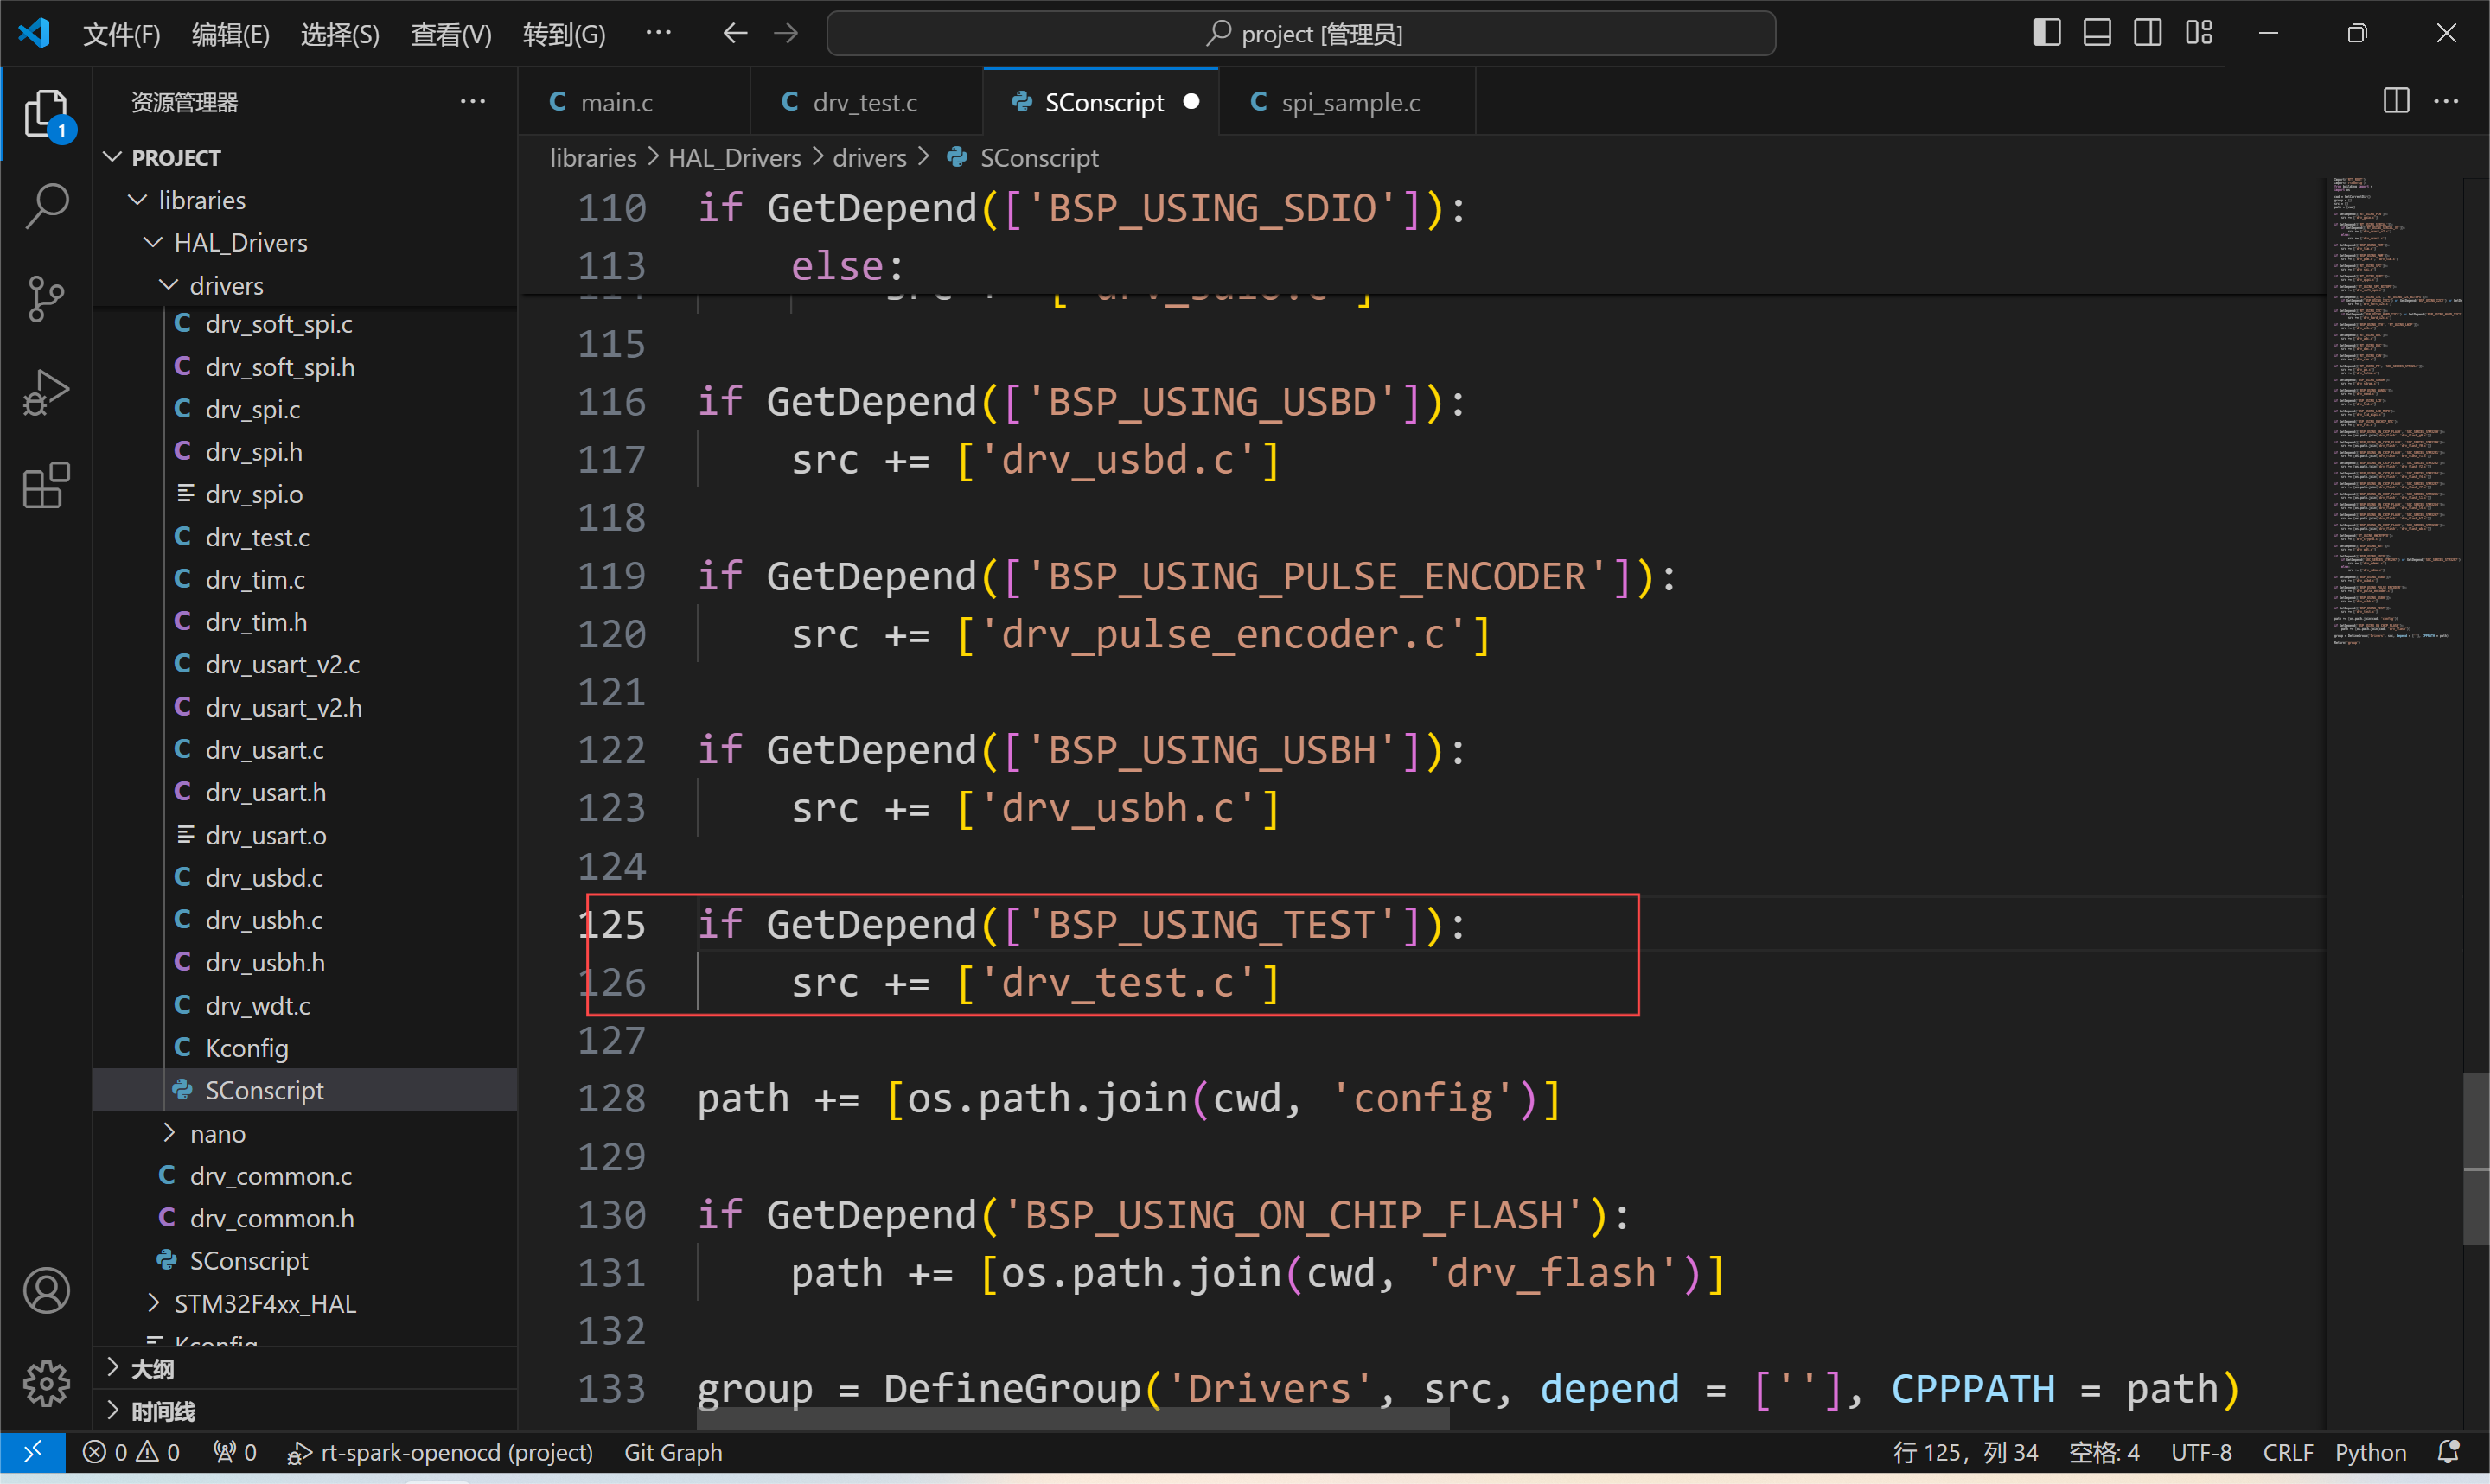 文件(F) 编辑(E) 选择(S) 查看(V) 转到(G) ··· project [管理员]
资源管理器 ···
main.c drv_test.c SConscript spi_sample.c
PROJECT
libraries
HAL_Drivers
drivers
drv_soft_spi.c
drv_soft_spi.h
drv_spi.c
drv_spi.h
drv_spi.o
drv_test.c
drv_tim.c
drv_tim.h
drv_usart_v2.c
drv_usart_v2.h
drv_usart.c
drv_usart.h
drv_usart.o
drv_usbd.c
drv_usbh.c
drv_usbh.h
drv_wdt.c
Kconfig
SConscript
nano
drv_common.c
drv_common.h
SConscript
STM32F4xx_HAL
Kconfig
大纲
时间线
1
libraries > HAL_Drivers > drivers > SConscript
110 if GetDepend(['BSP_USING_SDIO']):
113 else:
114 src += ['drv_sdio.c']
115
116 if GetDepend(['BSP_USING_USBD']):
117 src += ['drv_usbd.c']
118
119 if GetDepend(['BSP_USING_PULSE_ENCODER']):
120 src += ['drv_pulse_encoder.c']
121
122 if GetDepend(['BSP_USING_USBH']):
123 src += ['drv_usbh.c']
124
125 if GetDepend(['BSP_USING_TEST']):
126 src += ['drv_test.c']
127
128 path += [os.path.join(cwd, 'config')]
129
130 if GetDepend('BSP_USING_ON_CHIP_FLASH'):
131 path += [os.path.join(cwd, 'drv_flash')]
132
133 group = DefineGroup('Drivers', src, depend = [''], CPPPATH = path)
0 0 0 rt-spark-openocd (project) Git Graph 行 125，列 34 空格: 4 UTF-8 CRLF Python